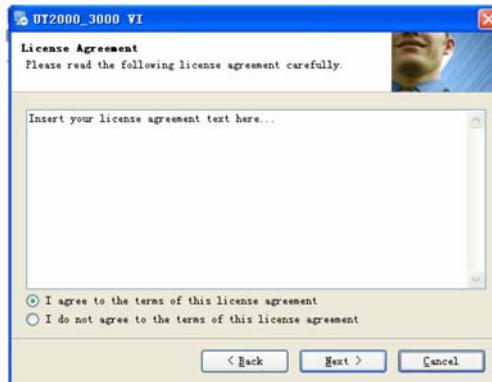 UT2000_3000 VI
License Agreement
Please read the following license agreement carefully.
Insert your license agreement text here...
I agree to the terms of this license agreement
I do not agree to the terms of this license agreement
< Back
Next >
Cancel